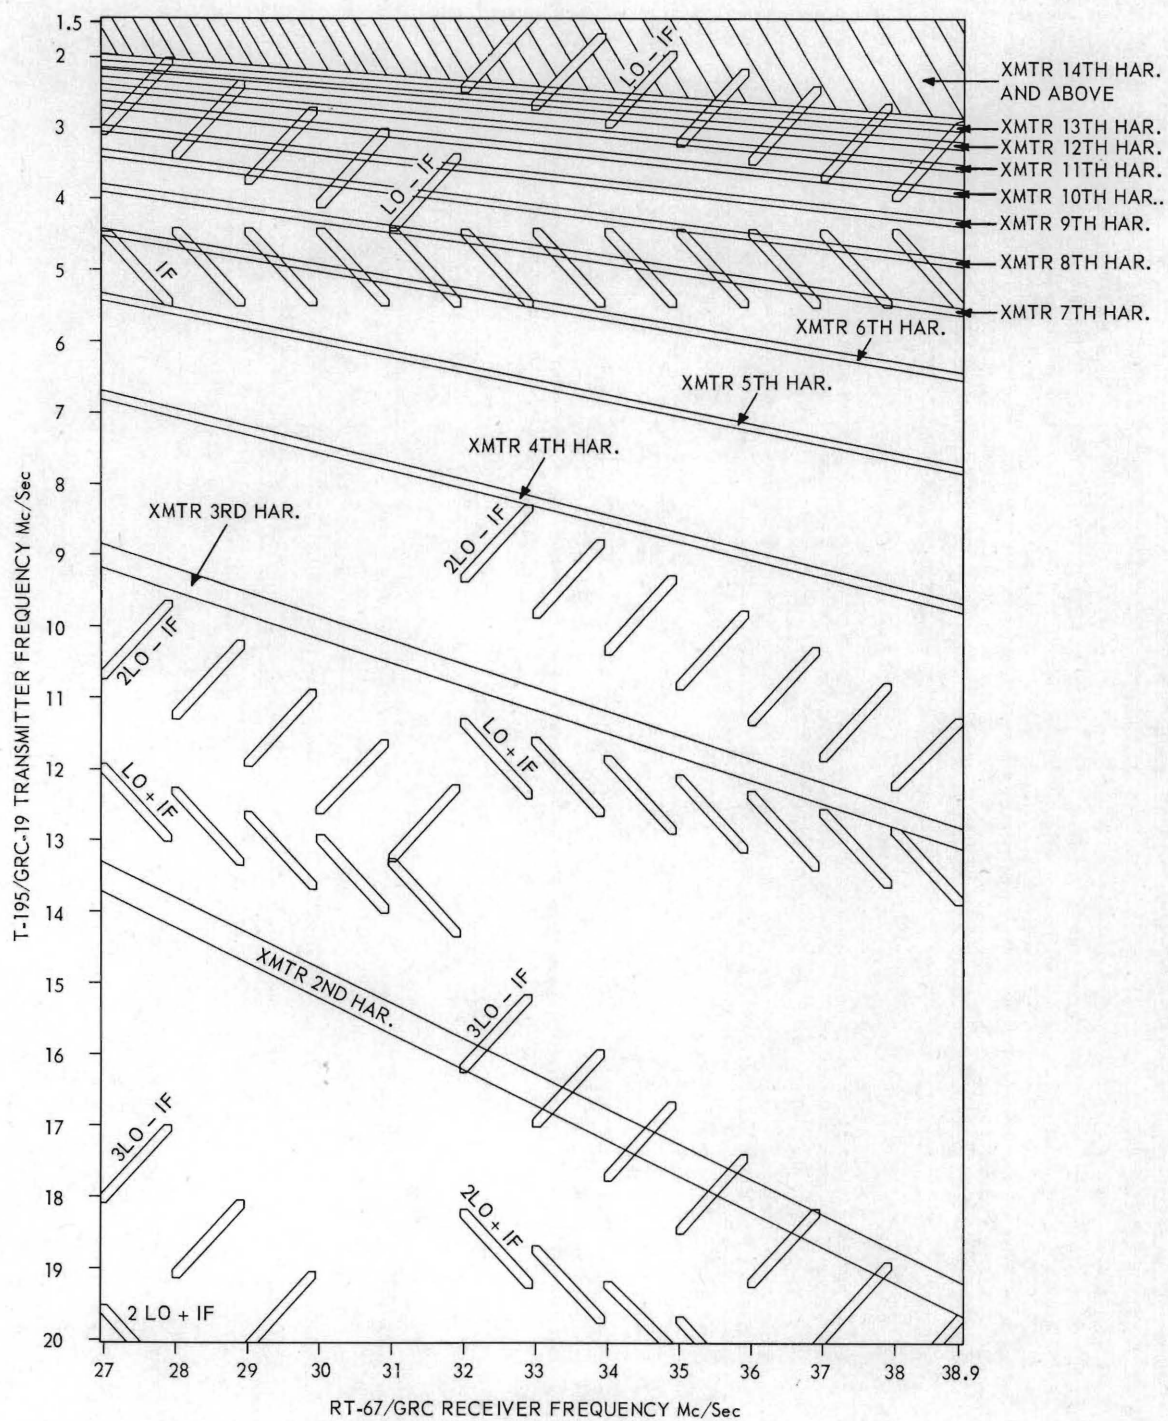 1.5
2
3
4
5
6
7
8
9
10
11
12
13
14
15
16
17
18
19
20
T-195/GRC-19 TRANSMITTER FREQUENCY Mc/Sec
LO - IF
XMTR 14TH HAR.
AND ABOVE
XMTR 13TH HAR.
XMTR 12TH HAR.
XMTR 11TH HAR.
XMTR 10TH HAR..
XMTR 9TH HAR.
XMTR 8TH HAR.
XMTR 7TH HAR.
LO - IF
IF
XMTR 6TH HAR.
XMTR 5TH HAR.
XMTR 4TH HAR.
XMTR 3RD HAR.
2LO - IF
2LO - IF
LO + IF
LO + IF
XMTR 2ND HAR.
3LO - IF
3LO - IF
2LO + IF
2 LO + IF
27 28 29 30 31 32 33 34 35 36 37 38 38.9
RT-67/GRC RECEIVER FREQUENCY Mc/Sec